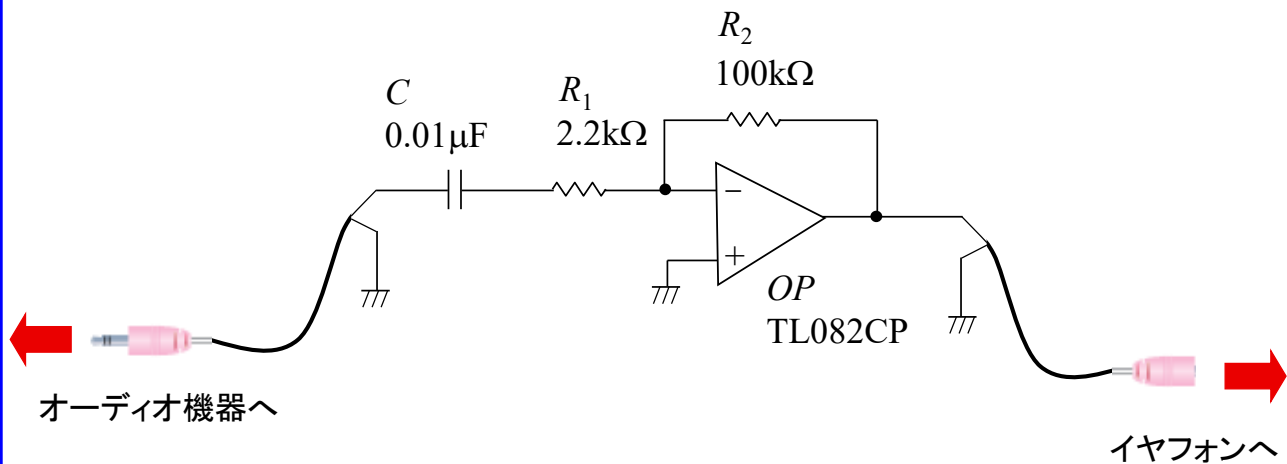 R2
100kΩ
C
0.01μF
R1
2.2kΩ
−
+
OP
TL082CP
オーディオ機器へ
イヤフォンへ